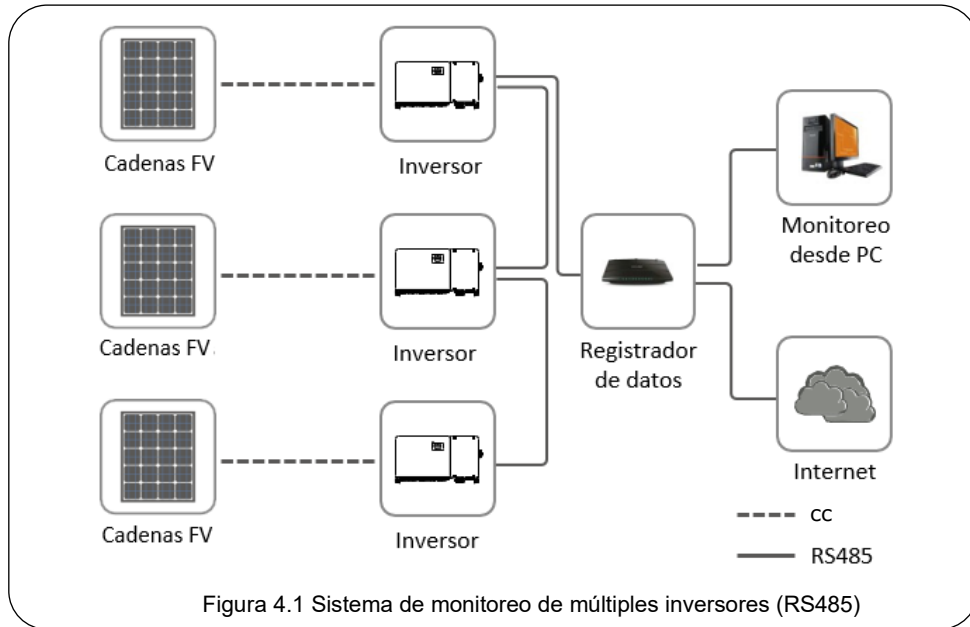 Cadenas FV
Inversor
Cadenas FV.
Inversor
Cadenas FV
Inversor
Registrador
de datos
Monitoreo
desde PC
Internet
cc
RS485
Figura 4.1 Sistema de monitoreo de múltiples inversores (RS485)